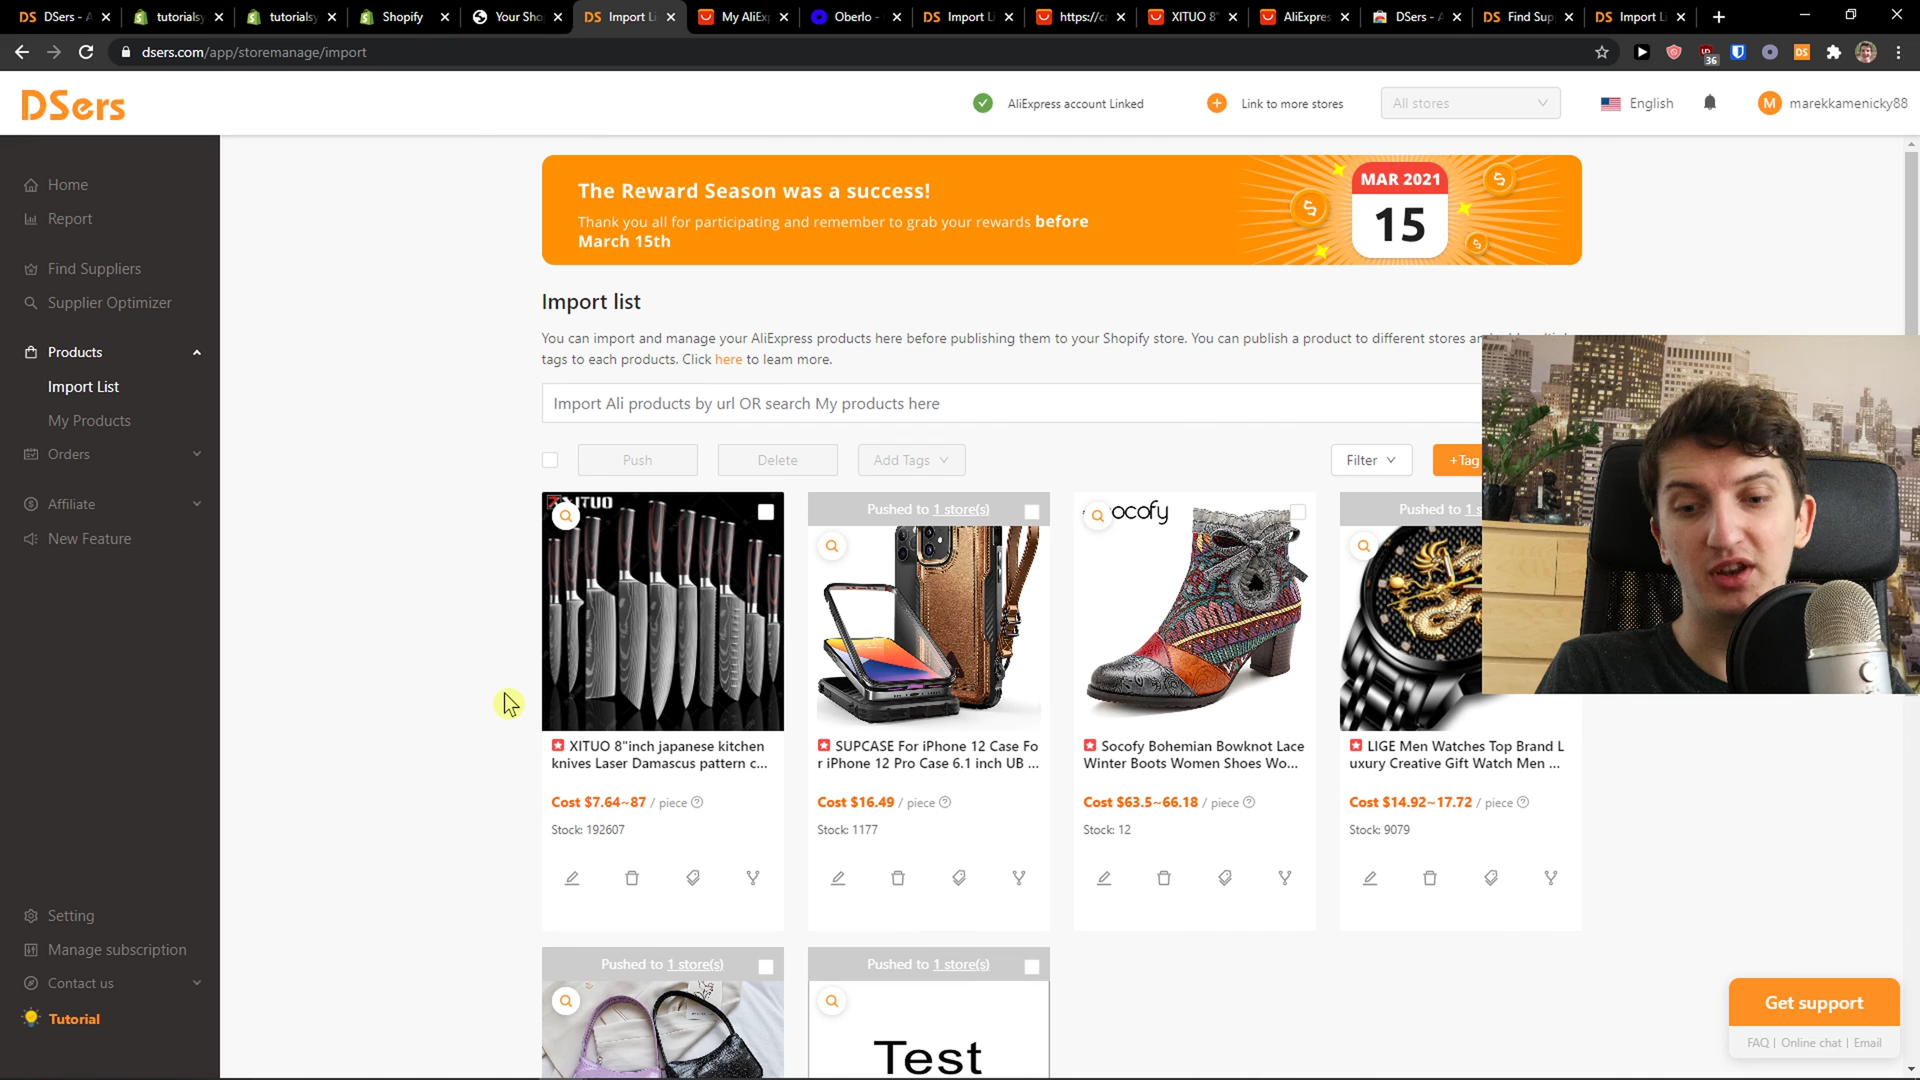 DSers - A
tutorialsy
tutorialsy
Shopify
Your Sho
Import Li
My AliEx
Oberlo -
Import Li
https://ca
XITUO 8"
AliExpres
DSers - A
Find Sup
Import Li
dsers.com/app/storemanage/import
36
DS
DSers
AliExpress account Linked
Link to more stores
All stores
English
M
marekkamenicky88
Home
Report
Find Suppliers
Supplier Optimizer
Products
Import List
My Products
Orders
Affiliate
New Feature
Setting
Manage subscription
Contact us
Tutorial
The Reward Season was a success!
Thank you all for participating and remember to grab your rewards before
March 15th
MAR 2021
15
Import list
You can import and manage your AliExpress products here before publishing them to your Shopify store. You can publish a product to different stores
tags to each products. Click here to learn more.
Import Ali products by url OR search My products here
Push
Delete
Add Tags
Filter
+Tag
XITUO
Pushed to 1 store(s)
ocofy
Pushed to 1 s
XITUO 8"inch japanese kitchen
knives Laser Damascus pattern c...
Cost $7.64~87 / piece
Stock: 192607
SUPCASE For iPhone 12 Case Fo
r iPhone 12 Pro Case 6.1 inch UB ...
Cost $16.49 / piece
Stock: 1177
Socofy Bohemian Bowknot Lace
Winter Boots Women Shoes Wo...
Cost $63.5~66.18 / piece
Stock: 12
LIGE Men Watches Top Brand L
uxury Creative Gift Watch Men ...
Cost $14.92~17.72 / piece
Stock: 9079
Pushed to 1 store(s)
Pushed to 1 store(s)
Test
Get support
FAQ | Online chat | Email